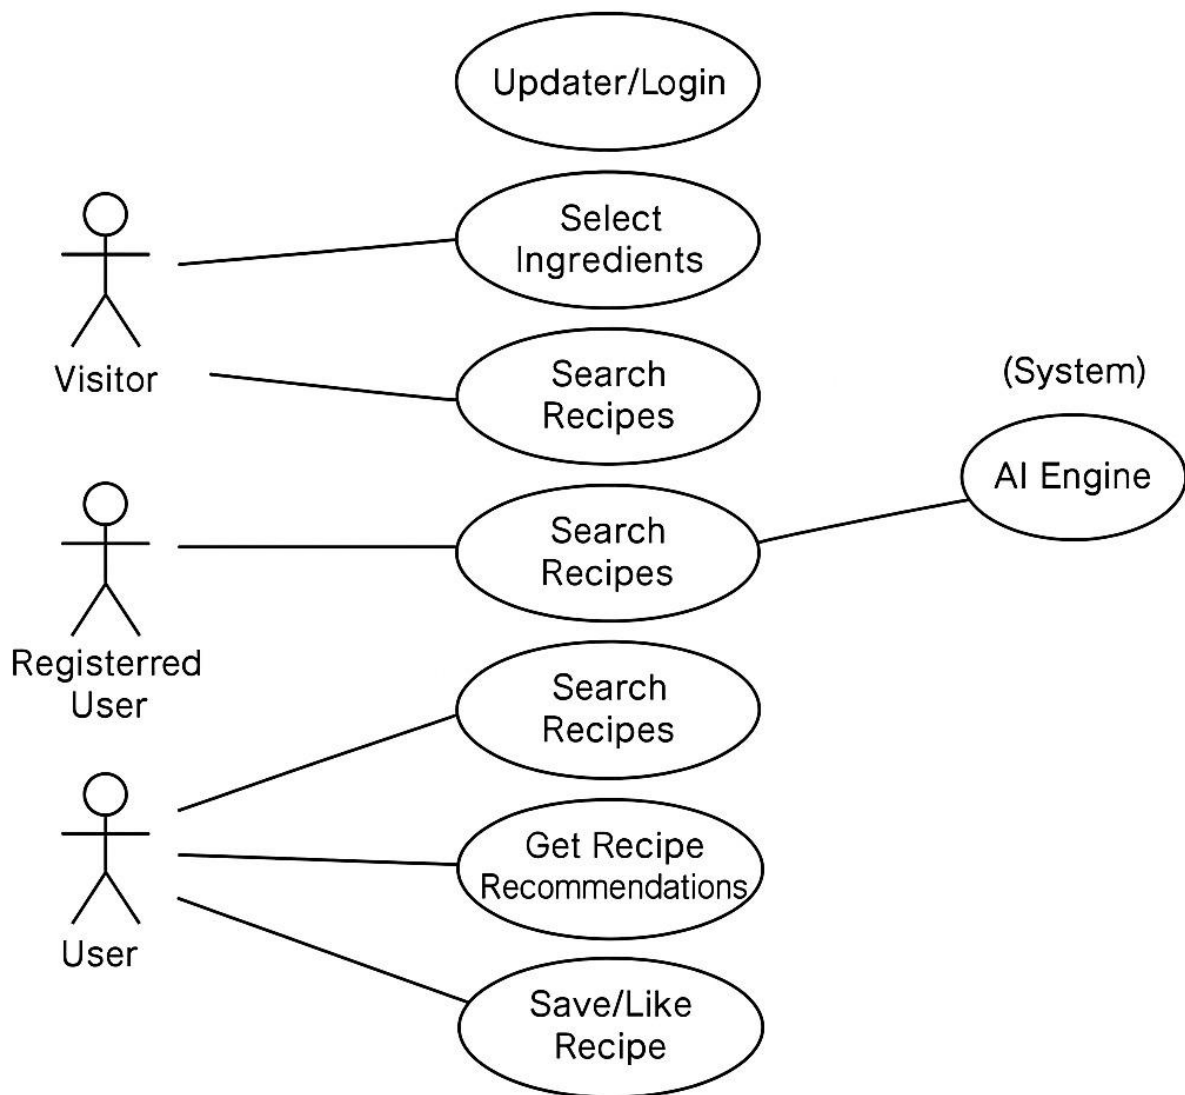 Updater/Login
Select
Ingredients
Visitor
Search
Recipes
(System)
AI Engine
Search
Recipes
Registerred
User
Search
Recipes
Get Recipe
Recommendations
User
Save/Like
Recipe